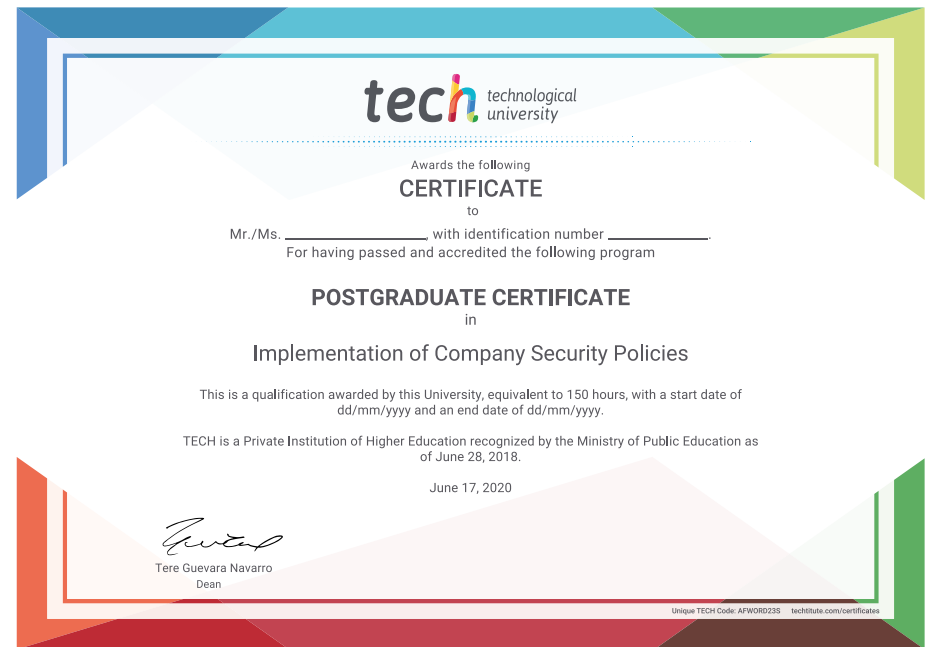 tech technological
university
Awards the following
CERTIFICATE
to
Mr./Ms. ____________________, with identification number ______________.
For having passed and accredited the following program
POSTGRADUATE CERTIFICATE
in
Implementation of Company Security Policies
This is a qualification awarded by this University, equivalent to 150 hours, with a start date of
dd/mm/yyyy and an end date of dd/mm/yyyy.
TECH is a Private Institution of Higher Education recognized by the Ministry of Public Education as
of June 28, 2018.
June 17, 2020
Tere Guevara Navarro
Dean
Unique TECH Code: AFWORD23S techtitute.com/certificates